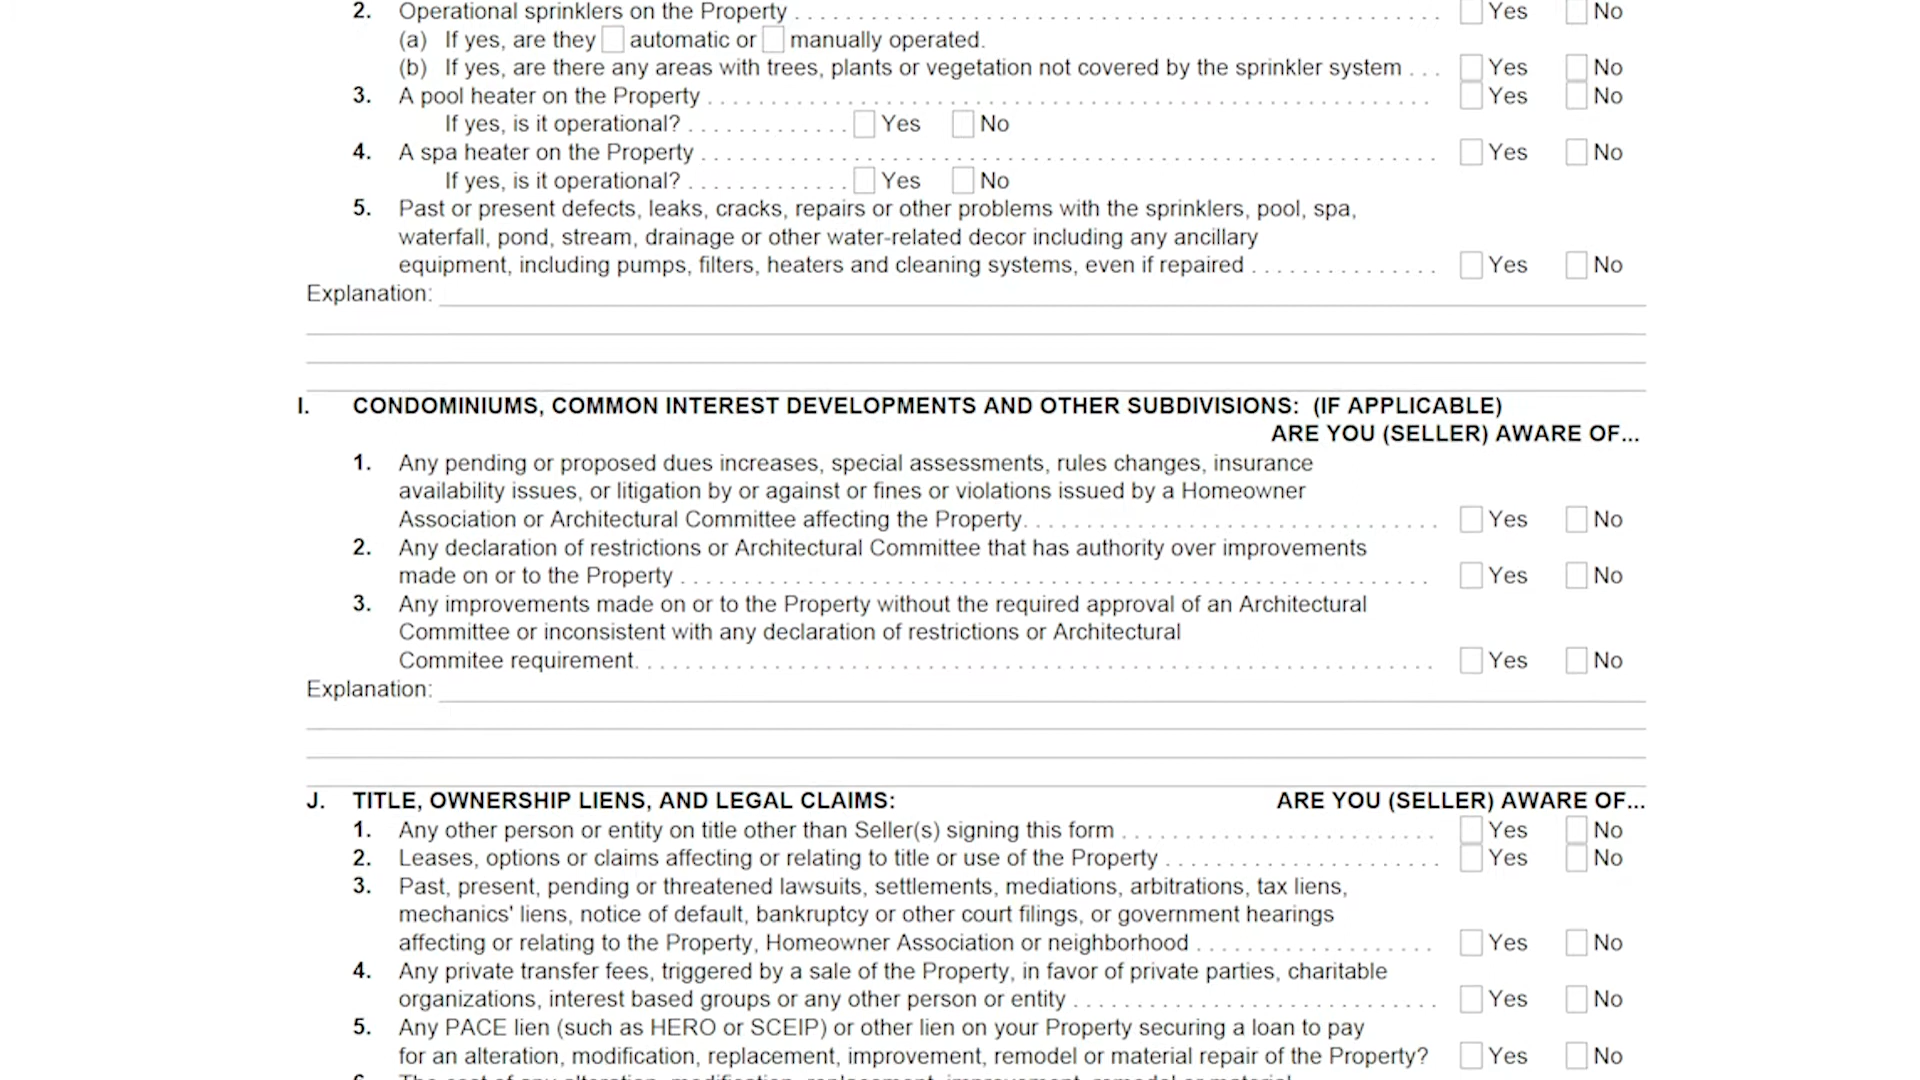 2. Operational sprinklers on the Property . . . . . . . . . . Yes No
(a) If yes, are they automatic or manually operated.
(b) If yes, are there any areas with trees, plants or vegetation not covered by the sprinkler system . . . Yes No
3. A pool heater on the Property . . . . . . . . . . Yes No
If yes, is it operational? . . . . . . . . . . Yes No
4. A spa heater on the Property . . . . . . . . . . Yes No
If yes, is it operational? . . . . . . . . . . Yes No
5. Past or present defects, leaks, cracks, repairs or other problems with the sprinklers, pool, spa,
waterfall, pond, stream, drainage or other water-related decor including any ancillary
equipment, including pumps, filters, heaters and cleaning systems, even if repaired . . . . . . . . . . Yes No
Explanation:
I. CONDOMINIUMS, COMMON INTEREST DEVELOPMENTS AND OTHER SUBDIVISIONS: (IF APPLICABLE)
ARE YOU (SELLER) AWARE OF...
1. Any pending or proposed dues increases, special assessments, rules changes, insurance
availability issues, or litigation by or against or fines or violations issued by a Homeowner
Association or Architectural Committee affecting the Property. . . . . . . . . . . Yes No
2. Any declaration of restrictions or Architectural Committee that has authority over improvements
made on or to the Property . . . . . . . . . . Yes No
3. Any improvements made on or to the Property without the required approval of an Architectural
Committee or inconsistent with any declaration of restrictions or Architectural
Commitee requirement. . . . . . . . . . . Yes No
Explanation:
J. TITLE, OWNERSHIP LIENS, AND LEGAL CLAIMS: ARE YOU (SELLER) AWARE OF...
1. Any other person or entity on title other than Seller(s) signing this form . . . . . . . . . . Yes No
2. Leases, options or claims affecting or relating to title or use of the Property . . . . . . . . . . Yes No
3. Past, present, pending or threatened lawsuits, settlements, mediations, arbitrations, tax liens,
mechanics' liens, notice of default, bankruptcy or other court filings, or government hearings
affecting or relating to the Property, Homeowner Association or neighborhood . . . . . . . . . . Yes No
4. Any private transfer fees, triggered by a sale of the Property, in favor of private parties, charitable
organizations, interest based groups or any other person or entity . . . . . . . . . . Yes No
5. Any PACE lien (such as HERO or SCEIP) or other lien on your Property securing a loan to pay
for an alteration, modification, replacement, improvement, remodel or material repair of the Property? Yes No